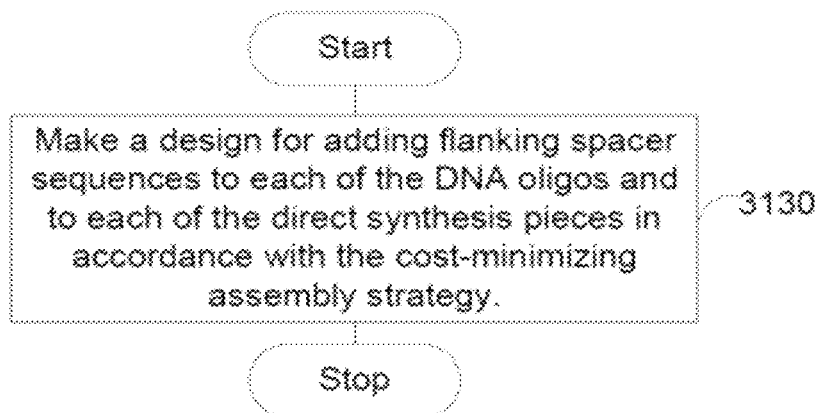 Start
Make a design for adding flanking spacer
sequences to each of the DNA oligos and
to each of the direct synthesis pieces in
accordance with the cost-minimizing
assembly strategy.
3130
Stop